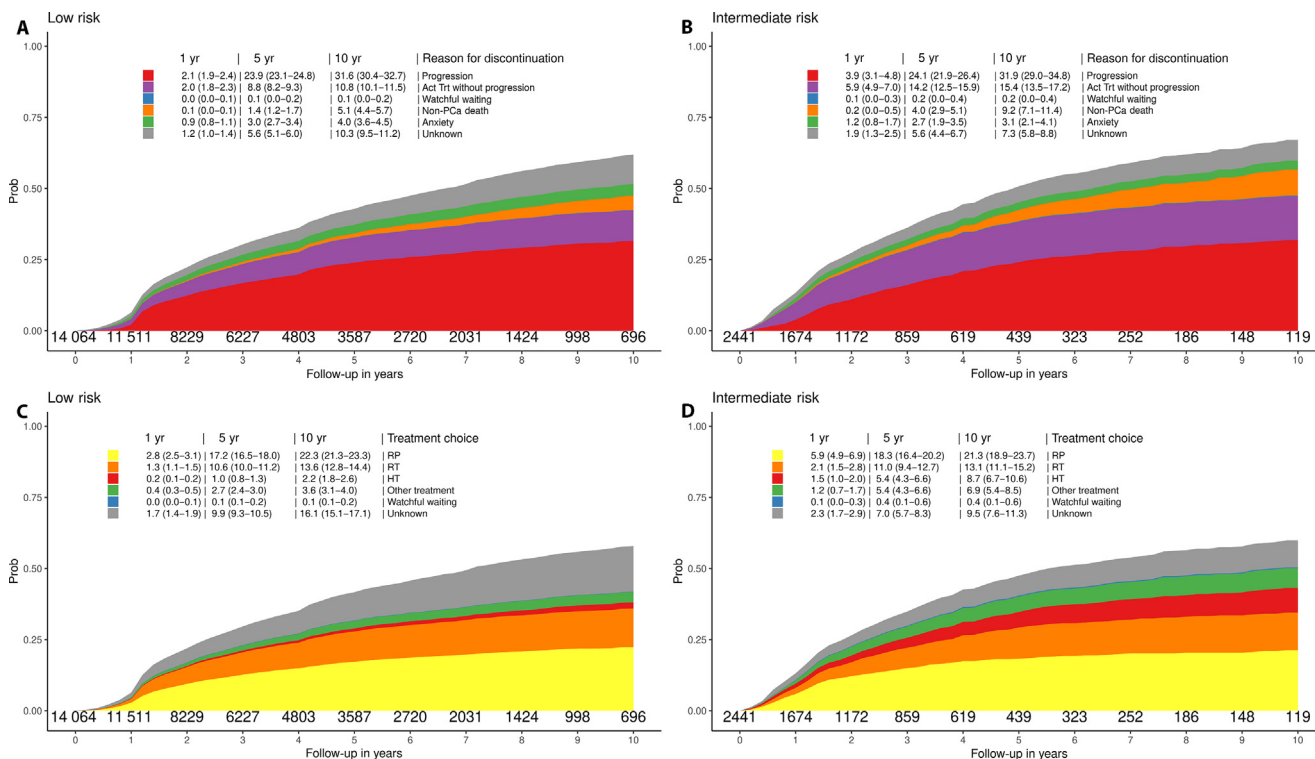 A Low risk
1.00
1 yr | 5 yr | 10 yr | Reason for discontinuation
2.1 (1.9–2.4) | 23.9 (23.1–24.8) | 31.6 (30.4–32.7) | Progression
2.0 (1.8–2.3) | 8.8 (8.2–9.3) | 10.8 (10.1–11.5) | Act Trt without progression
0.0 (0.0–0.1) | 0.1 (0.0–0.2) | 0.1 (0.0–0.2) | Watchful waiting
0.1 (0.0–0.1) | 1.4 (1.2–1.7) | 5.1 (4.4–5.7) | Non–PCa death
0.9 (0.8–1.1) | 3.0 (2.7–3.4) | 4.0 (3.6–4.5) | Anxiety
1.2 (1.0–1.4) | 5.6 (5.1–6.0) | 10.3 (9.5–11.2) | Unknown
0.75
0.50
Prob
0.25
0.00
14 064 11 511 8229 6227 4803 3587 2720 2031 1424 998 696
0 1 2 3 4 5 6 7 8 9 10
Follow-up in years
B Intermediate risk
1.00
1 yr | 5 yr | 10 yr | Reason for discontinuation
3.9 (3.1–4.8) | 24.1 (21.9–26.4) | 31.9 (29.0–34.8) | Progression
5.9 (4.9–7.0) | 14.2 (12.5–15.9) | 15.4 (13.5–17.2) | Act Trt without progression
0.1 (0.0–0.3) | 0.2 (0.0–0.4) | 0.2 (0.0–0.4) | Watchful waiting
0.2 (0.0–0.5) | 4.0 (2.9–5.1) | 9.2 (7.1–11.4) | Non–PCa death
1.2 (0.8–1.7) | 2.7 (1.9–3.5) | 3.1 (2.1–4.1) | Anxiety
1.9 (1.3–2.5) | 5.6 (4.4–6.7) | 7.3 (5.8–8.8) | Unknown
0.75
0.50
Prob
0.25
0.00
2441 1674 1172 859 619 439 323 252 186 148 119
0 1 2 3 4 5 6 7 8 9 10
Follow-up in years
C Low risk
1.00
1 yr | 5 yr | 10 yr | Treatment choice
2.8 (2.5–3.1) | 17.2 (16.5–18.0) | 22.3 (21.3–23.3) | RP
1.3 (1.1–1.5) | 10.6 (10.0–11.2) | 13.6 (12.8–14.4) | RT
0.2 (0.1–0.2) | 1.0 (0.8–1.3) | 2.2 (1.8–2.6) | HT
0.4 (0.3–0.5) | 2.7 (2.4–3.0) | 3.6 (3.1–4.0) | Other treatment
0.0 (0.0–0.1) | 0.1 (0.1–0.2) | 0.1 (0.1–0.2) | Watchful waiting
1.7 (1.4–1.9) | 9.9 (9.3–10.5) | 16.1 (15.1–17.1) | Unknown
0.75
0.50
Prob
0.25
0.00
14 064 11 511 8229 6227 4803 3587 2720 2031 1424 998 696
0 1 2 3 4 5 6 7 8 9 10
Follow-up in years
D Intermediate risk
1.00
1 yr | 5 yr | 10 yr | Treatment choice
5.9 (4.9–6.9) | 18.3 (16.4–20.2) | 21.3 (18.9–23.7) | RP
2.1 (1.5–2.8) | 11.0 (9.4–12.7) | 13.1 (11.1–15.2) | RT
1.5 (1.0–2.0) | 5.4 (4.3–6.6) | 8.7 (6.7–10.6) | HT
1.2 (0.7–1.7) | 5.4 (4.3–6.6) | 6.9 (5.4–8.5) | Other treatment
0.1 (0.0–0.3) | 0.4 (0.1–0.6) | 0.4 (0.1–0.6) | Watchful waiting
2.3 (1.7–2.9) | 7.0 (5.7–8.3) | 9.5 (7.6–11.3) | Unknown
0.75
0.50
Prob
0.25
0.00
2441 1674 1172 859 619 439 323 252 186 148 119
0 1 2 3 4 5 6 7 8 9 10
Follow-up in years